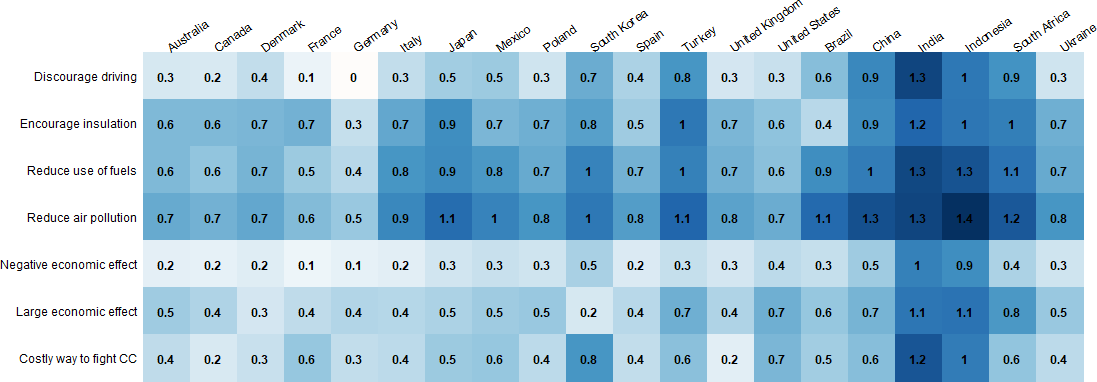 Australia Canada Denmark France Germany Italy Japan Mexico Poland South Korea Spain Turkey United Kingdom United States Brazil China India Indonesia South Africa Ukraine
Discourage driving 0.3 0.2 0.4 0.1 0 0.3 0.5 0.5 0.3 0.7 0.4 0.8 0.3 0.3 0.6 0.9 1.3 1 0.9 0.3
Encourage insulation 0.6 0.6 0.7 0.7 0.3 0.7 0.9 0.7 0.7 0.8 0.5 1 0.7 0.6 0.4 0.9 1.2 1 1 0.7
Reduce use of fuels 0.6 0.6 0.7 0.5 0.4 0.8 0.9 0.8 0.7 1 0.7 1 0.7 0.6 0.9 1 1.3 1.3 1.1 0.7
Reduce air pollution 0.7 0.7 0.7 0.6 0.5 0.9 1.1 1 0.8 1 0.8 1.1 0.8 0.7 1.1 1.3 1.3 1.4 1.2 0.8
Negative economic effect 0.2 0.2 0.2 0.1 0.1 0.2 0.3 0.3 0.3 0.5 0.2 0.3 0.3 0.4 0.3 0.5 1 0.9 0.4 0.3
Large economic effect 0.5 0.4 0.3 0.4 0.4 0.4 0.5 0.5 0.5 0.2 0.4 0.7 0.4 0.7 0.6 0.7 1.1 1.1 0.8 0.5
Costly way to fight CC 0.4 0.2 0.3 0.6 0.3 0.4 0.5 0.6 0.4 0.8 0.4 0.6 0.2 0.7 0.5 0.6 1.2 1 0.6 0.4